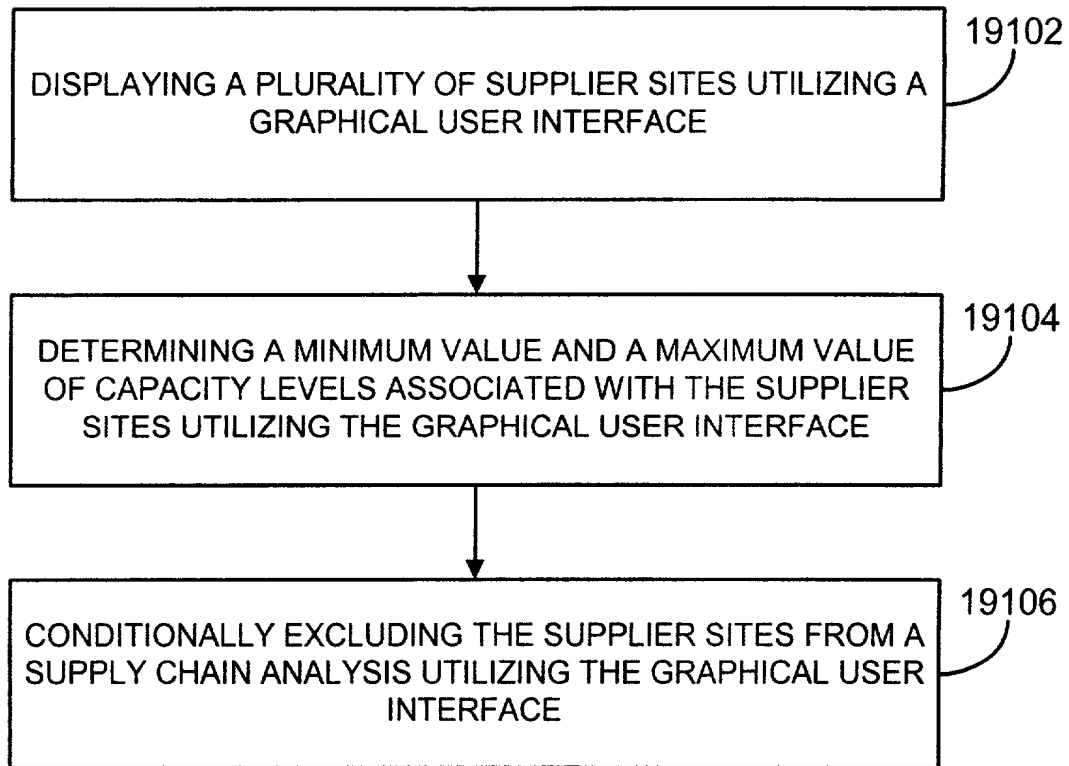 19102
DISPLAYING A PLURALITY OF SUPPLIER SITES UTILIZING A
GRAPHICAL USER INTERFACE
19104
DETERMINING A MINIMUM VALUE AND A MAXIMUM VALUE
OF CAPACITY LEVELS ASSOCIATED WITH THE SUPPLIER
SITES UTILIZING THE GRAPHICAL USER INTERFACE
19106
CONDITIONALLY EXCLUDING THE SUPPLIER SITES FROM A
SUPPLY CHAIN ANALYSIS UTILIZING THE GRAPHICAL USER
INTERFACE